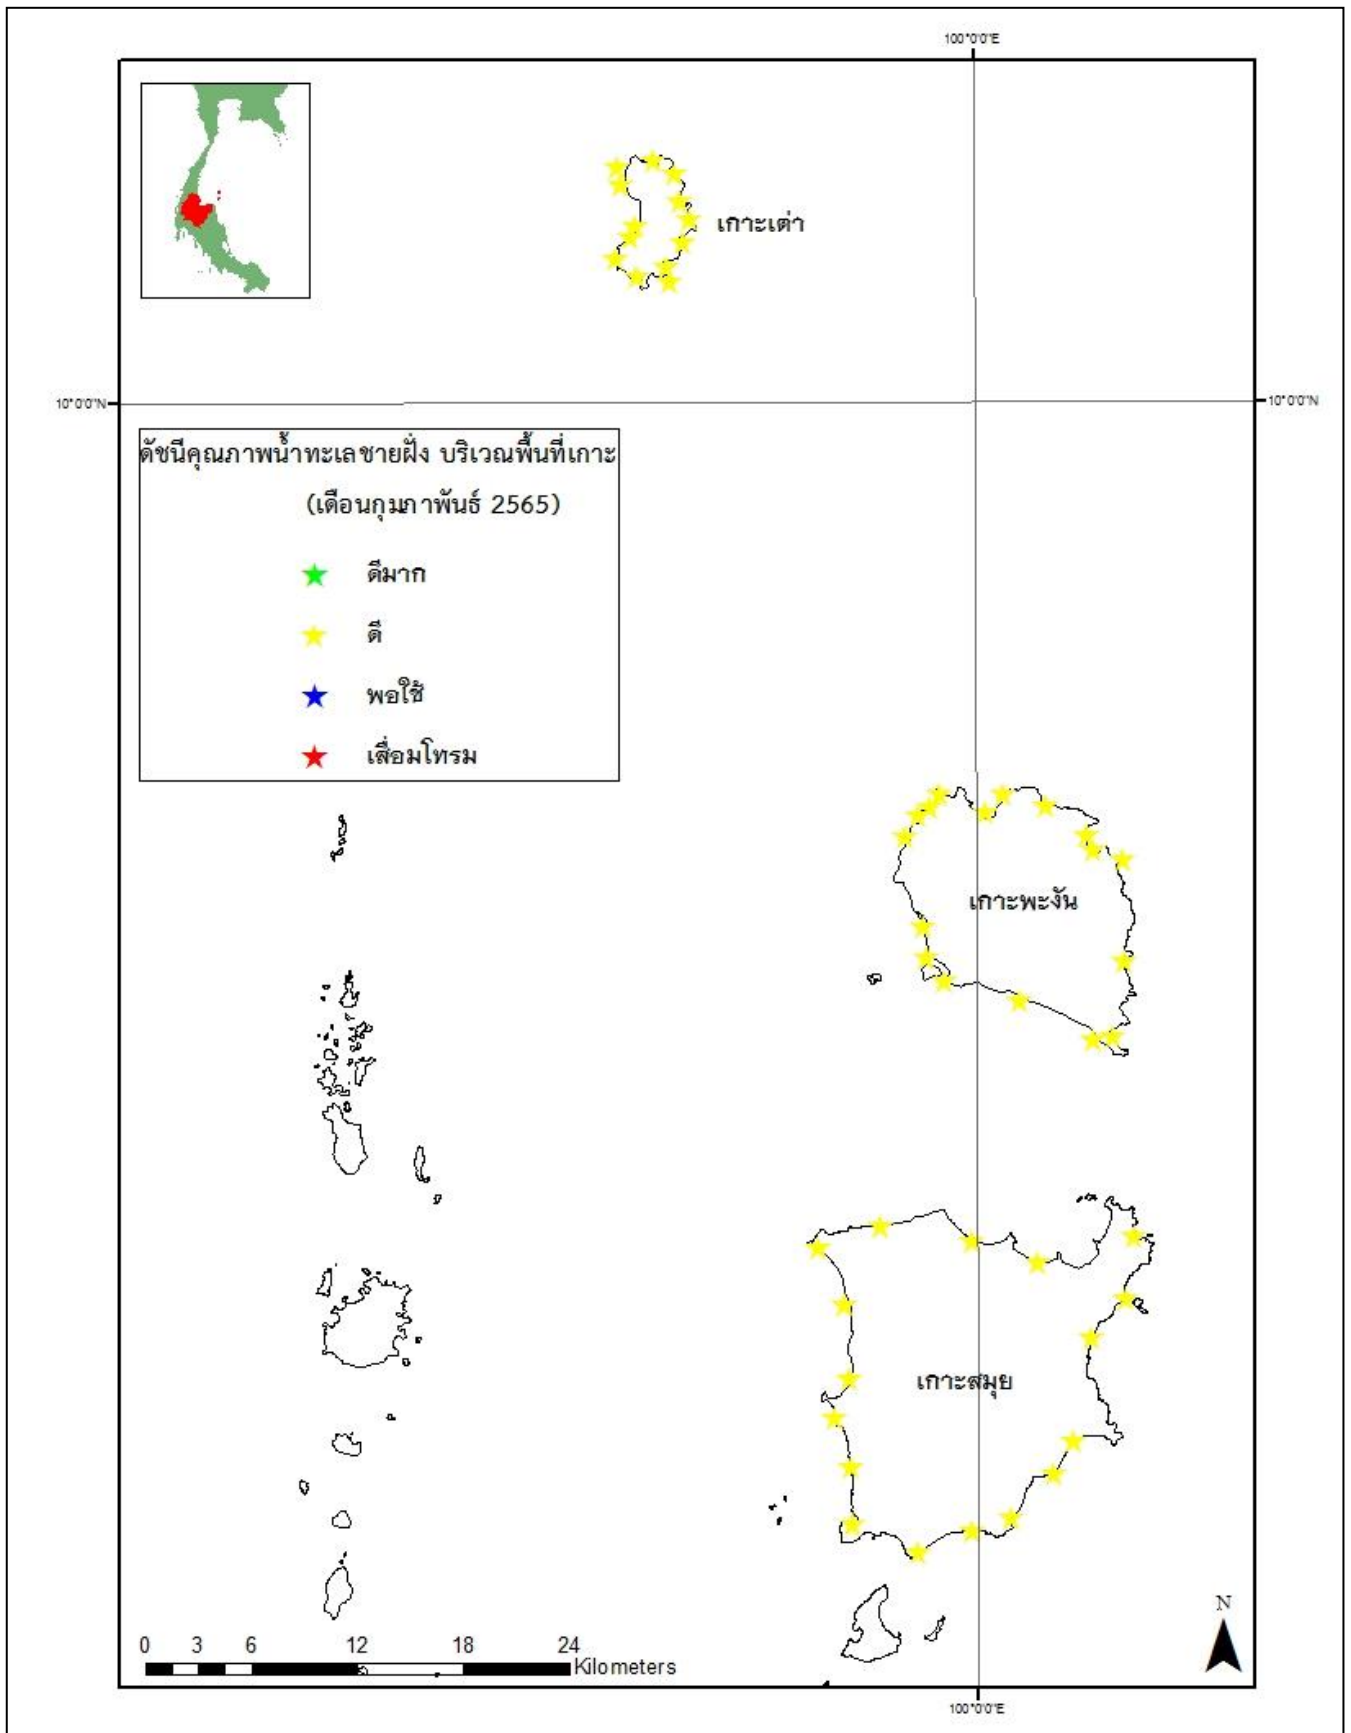 100°0'0"E
เกาะเต่า
10°0'0"N
10°0'0"N
ดัชนีคุณภาพน้ำทะเลชายฝั่ง บริเวณพื้นที่เกาะ
(เดือนกุมภาพันธ์ 2565)
ดีมาก
ดี
พอใช้
เสื่อมโทรม
เกาะพะงัน
เกาะสมุย
N
0 3 6 12 18 24
Kilometers
100°0'0"E